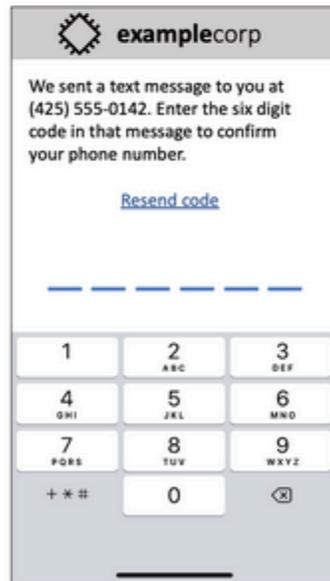 examplecorp
We sent a text message to you at
(425) 555-0142. Enter the six digit
code in that message to confirm
your phone number.
Resend code
1 2 3
ABC DEF
4 5 6
GHI JKL MNO
7 8 9
PQRS TUV WXYZ
+ * # 0